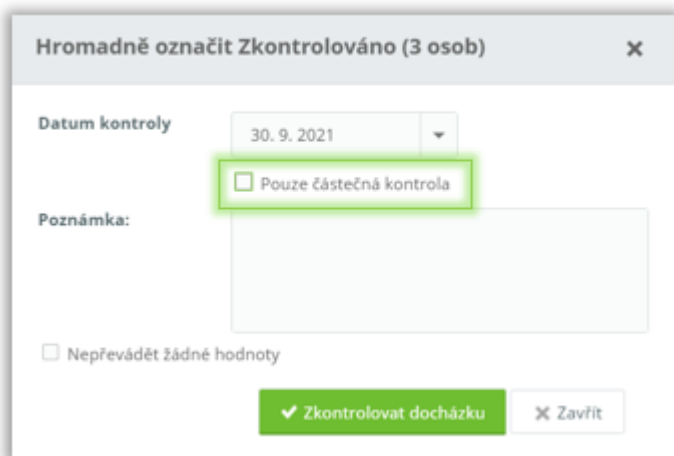 Hromadně označit Zkontrolováno (3 osob)
Datum kontroly
30. 9. 2021
Pouze částečná kontrola
Poznámka:
Nepřevádět žádné hodnoty
Zkontrolovat docházku
Zavřít